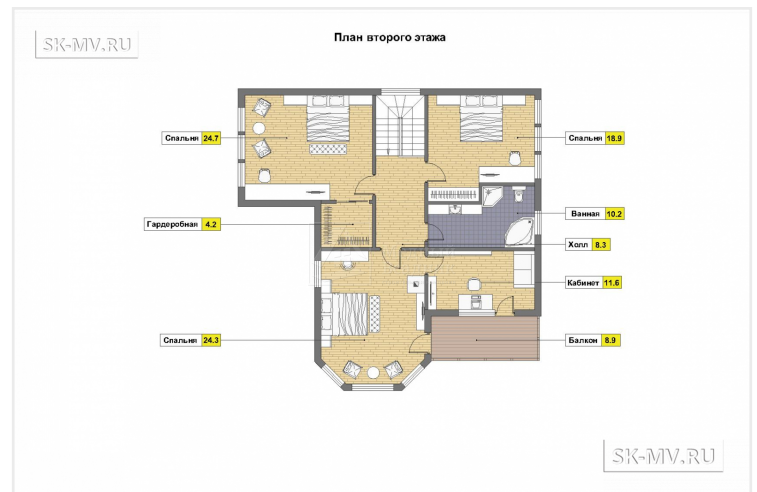 План второго этажа
SK-MV.RU
Спальня 24.7
Спальня 18.9
Гардеробная 4.2
Ванная 10.2
Холл 8.3
Кабинет 11.6
Спальня 24.3
Балкон 8.9
SK-MV.RU